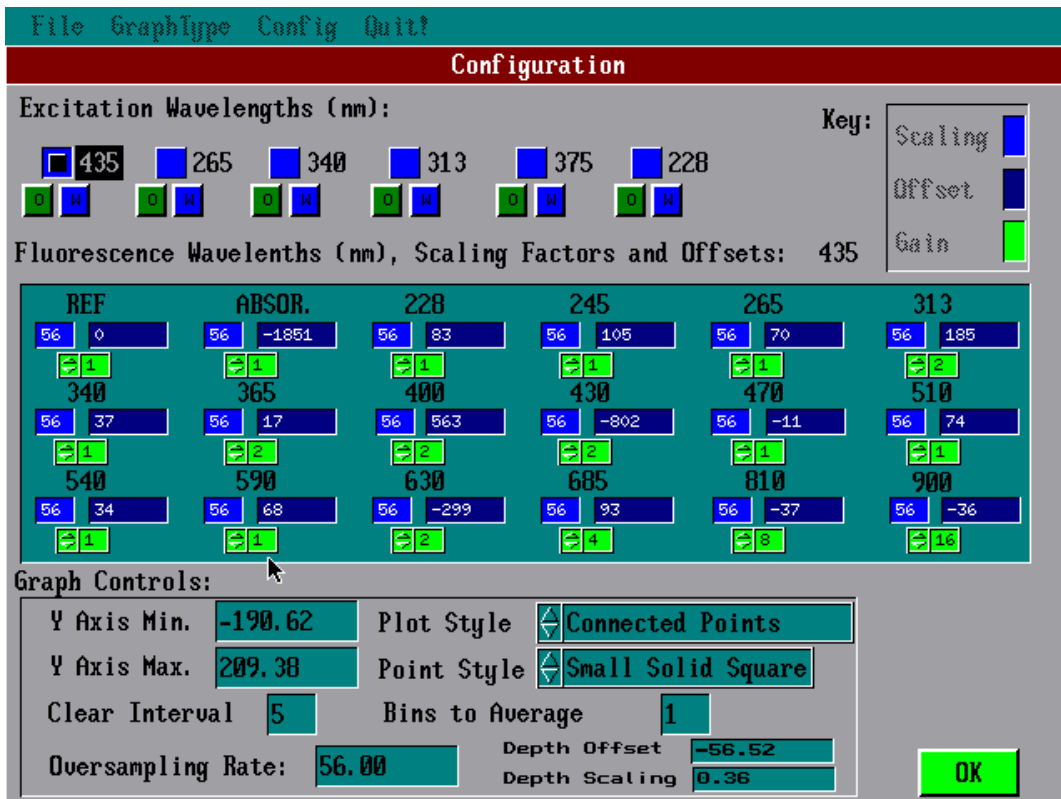 File GraphType Config Quit!
Configuration
Excitation Wavelengths (nm):
Key:
Scaling
435 265 340 313 375 228
Offset
O W O W O W O W O W O W
Gain
Fluorescence Wavelenths (nm), Scaling Factors and Offsets: 435
REF ABSOR. 228 245 265 313
56 0 56 -1851 56 83 56 105 56 70 56 185
1 1 1 1 1 2
340 365 400 430 470 510
56 37 56 17 56 563 56 -802 56 -11 56 74
1 2 2 2 1 1
540 590 630 685 810 900
56 34 56 68 56 -299 56 93 56 -37 56 -36
1 1 2 4 8 16
Graph Controls:
Y Axis Min. -190.62 Plot Style Connected Points
Y Axis Max. 209.38 Point Style Small Solid Square
Clear Interval 5 Bins to Average 1
Oversampling Rate: 56.00
Depth Offset -56.52
Depth Scaling 0.36
OK